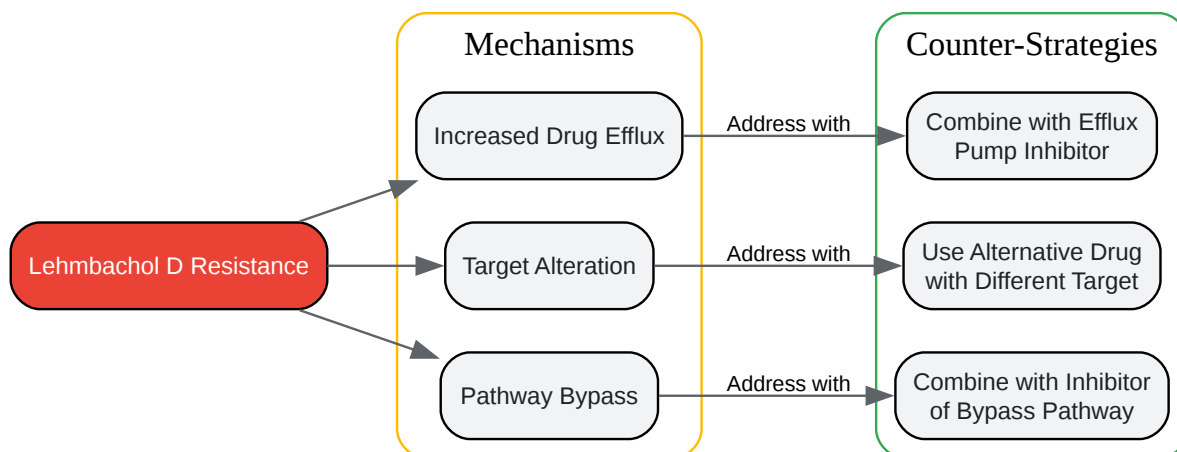 Mechanisms
Counter-Strategies
Increased Drug Efflux
Address with
Combine with Efflux
Pump Inhibitor
Lehmbachol D Resistance
Target Alteration
Address with
Use Alternative Drug
with Different Target
Pathway Bypass
Address with
Combine with Inhibitor
of Bypass Pathway